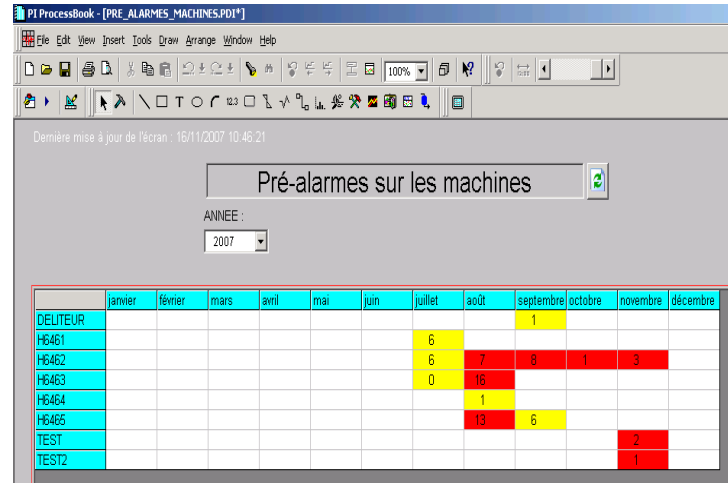 PI ProcessBook - [PRE_ALARMES_MACHINES.PDI*]
File Edit View Insert Tools Draw Arrange Window Help
100%
T 12.3
Dernière mise à jour de l'écran : 16/11/2007 10:46:21
Pré-alarmes sur les machines
ANNEE :
2007
janvier février mars avril mai juin juillet août septembre octobre novembre décembre
DELITEUR 1
H6461 6
H6462 6 7 6 1 3
H6463 0 16
H6464 1
H6465 13 6
TEST 2
TEST2 1